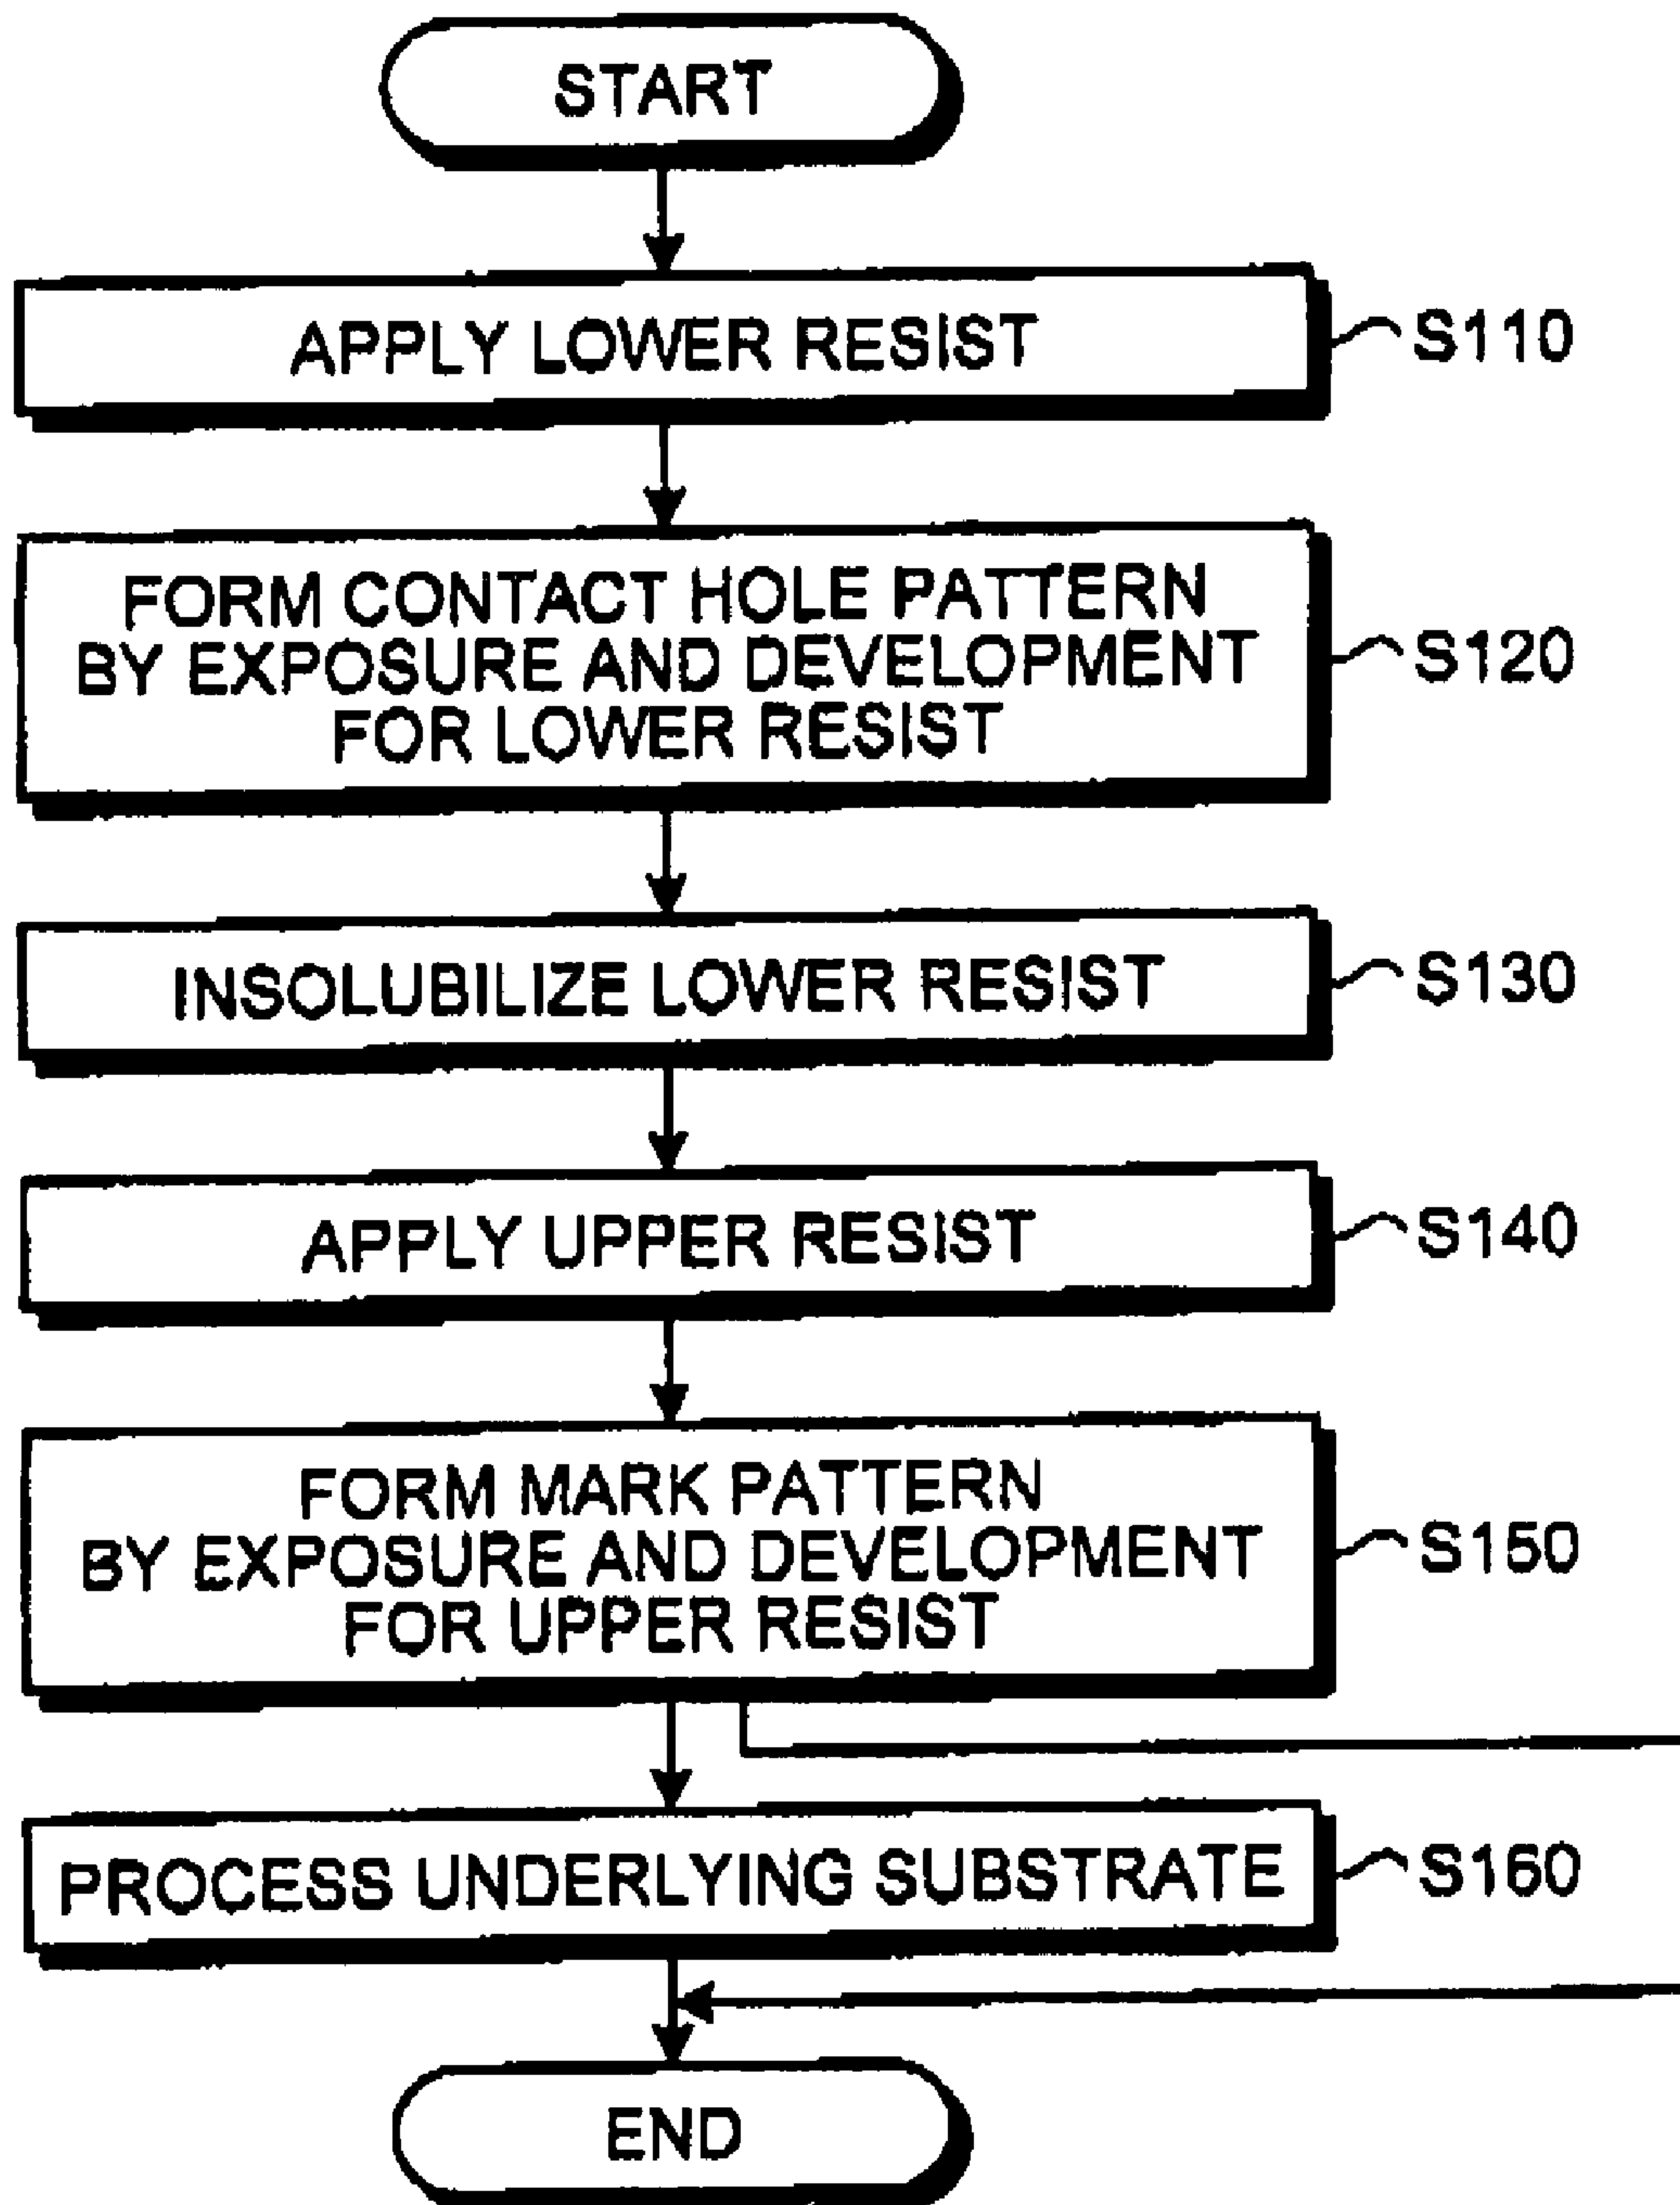 START
APPLY LOWER RESIST
S110
FORM CONTACT HOLE PATTERN
BY EXPOSURE AND DEVELOPMENT
FOR LOWER RESIST
S120
INSOLUBILIZE LOWER RESIST
S130
APPLY UPPER RESIST
S140
FORM MARK PATTERN
BY EXPOSURE AND DEVELOPMENT
FOR UPPER RESIST
S150
PROCESS UNDERLYING SUBSTRATE
S160
END